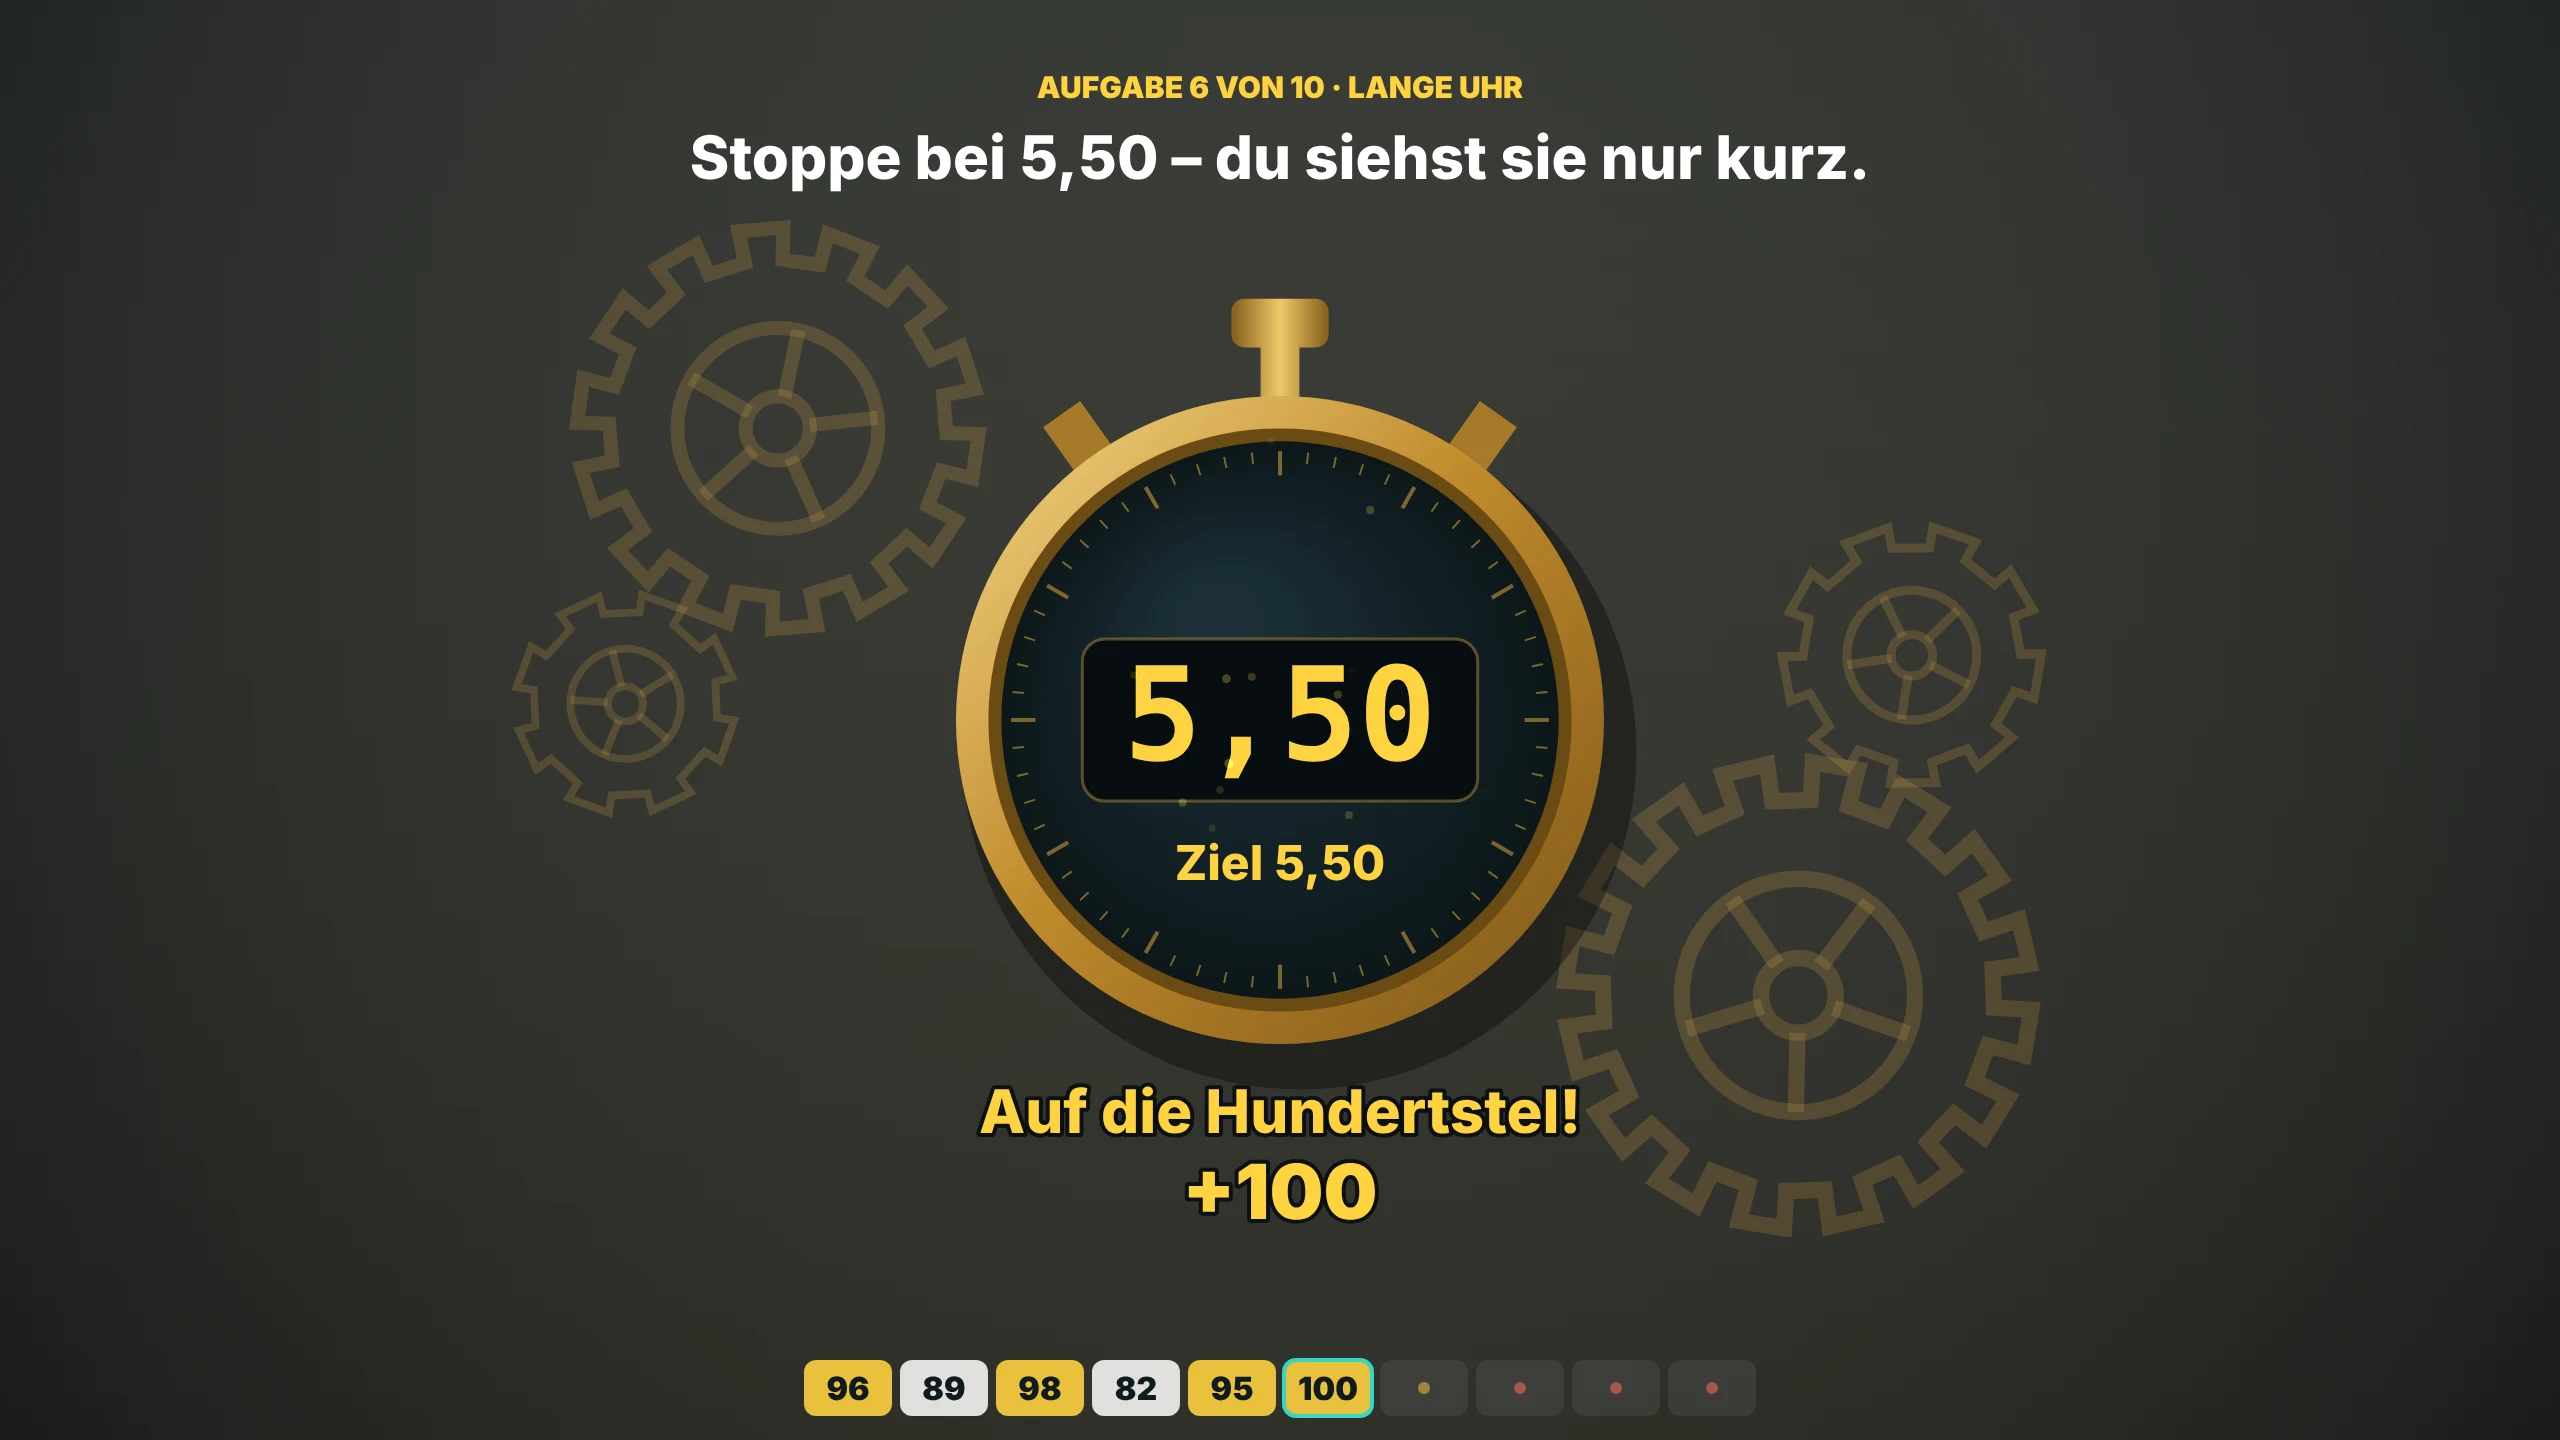 AUFGABE 6 VON 10 · LANGE UHR
Stoppe bei 5,50 – du siehst sie nur kurz.
5,50
Ziel 5,50
Auf die Hundertstel!
+100
96 89 98 82 95 100